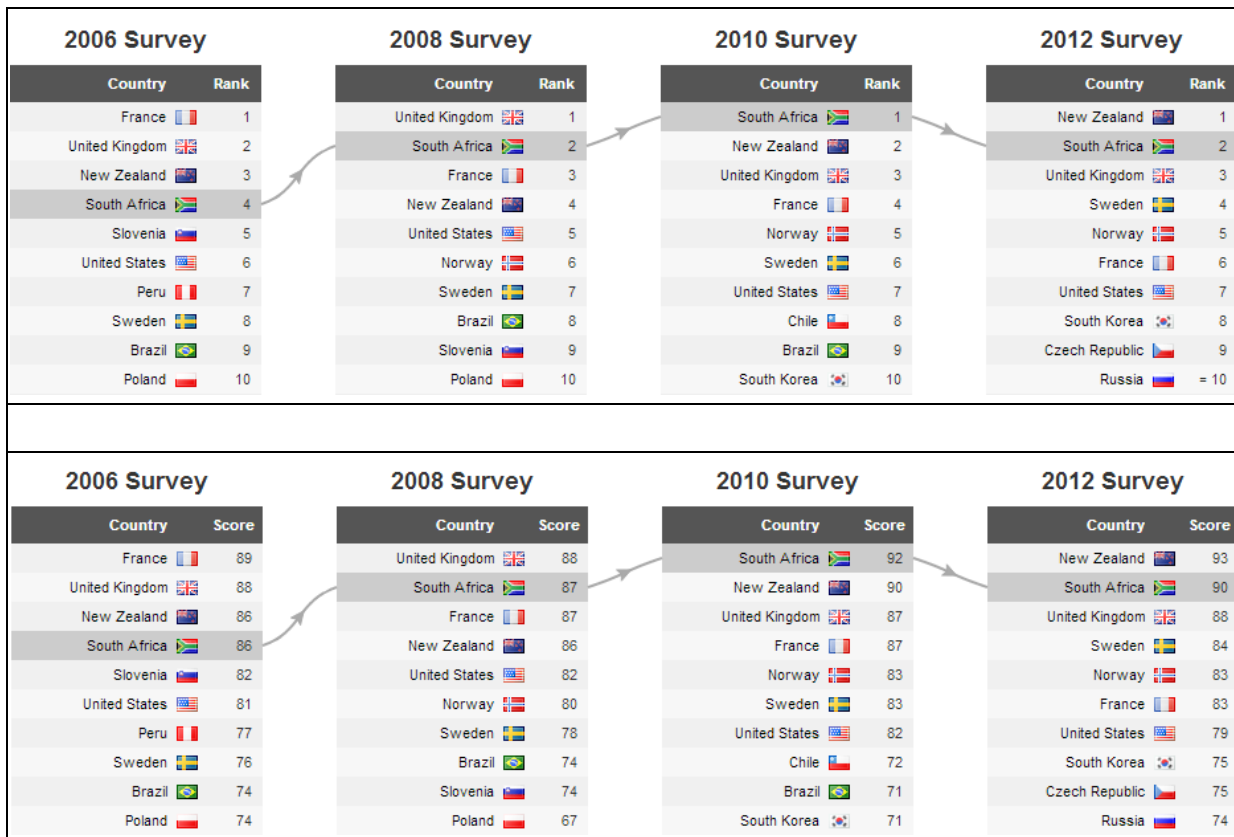 2006 Survey 2008 Survey 2010 Survey 2012 Survey
Country Rank Country Rank Country Rank Country Rank
France 1 United Kingdom 1 South Africa 1 New Zealand 1
United Kingdom 2 South Africa 2 New Zealand 2 South Africa 2
New Zealand 3 France 3 United Kingdom 3 United Kingdom 3
South Africa 4 New Zealand 4 France 4 Sweden 4
Slovenia 5 United States 5 Norway 5 Norway 5
United States 6 Norway 6 Sweden 6 France 6
Peru 7 Sweden 7 United States 7 United States 7
Sweden 8 Brazil 8 Chile 8 South Korea 8
Brazil 9 Slovenia 9 Brazil 9 Czech Republic 9
Poland 10 Poland 10 South Korea 10 Russia = 10
2006 Survey 2008 Survey 2010 Survey 2012 Survey
Country Score Country Score Country Score Country Score
France 89 United Kingdom 88 South Africa 92 New Zealand 93
United Kingdom 88 South Africa 87 New Zealand 90 South Africa 90
New Zealand 86 France 87 United Kingdom 87 United Kingdom 88
South Africa 86 New Zealand 86 France 87 Sweden 84
Slovenia 82 United States 82 Norway 83 Norway 83
United States 81 Norway 80 Sweden 83 France 83
Peru 77 Sweden 78 United States 82 United States 79
Sweden 76 Brazil 74 Chile 72 South Korea 75
Brazil 74 Slovenia 74 Brazil 71 Czech Republic 75
Poland 74 Poland 67 South Korea 71 Russia 74